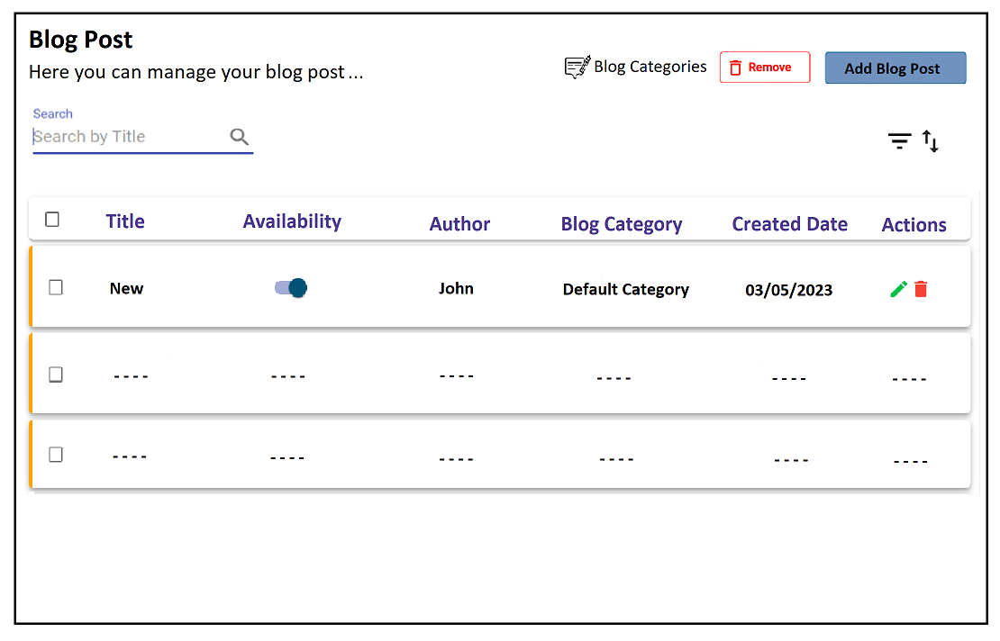 Blog Post
Here you can manage your blog post ...
Blog Categories
Remove
Add Blog Post
Search
Search by Title
Title Availability Author Blog Category Created Date Actions
New John Default Category 03/05/2023
---- ---- ---- ---- ---- ----
---- ---- ---- ---- ---- ----